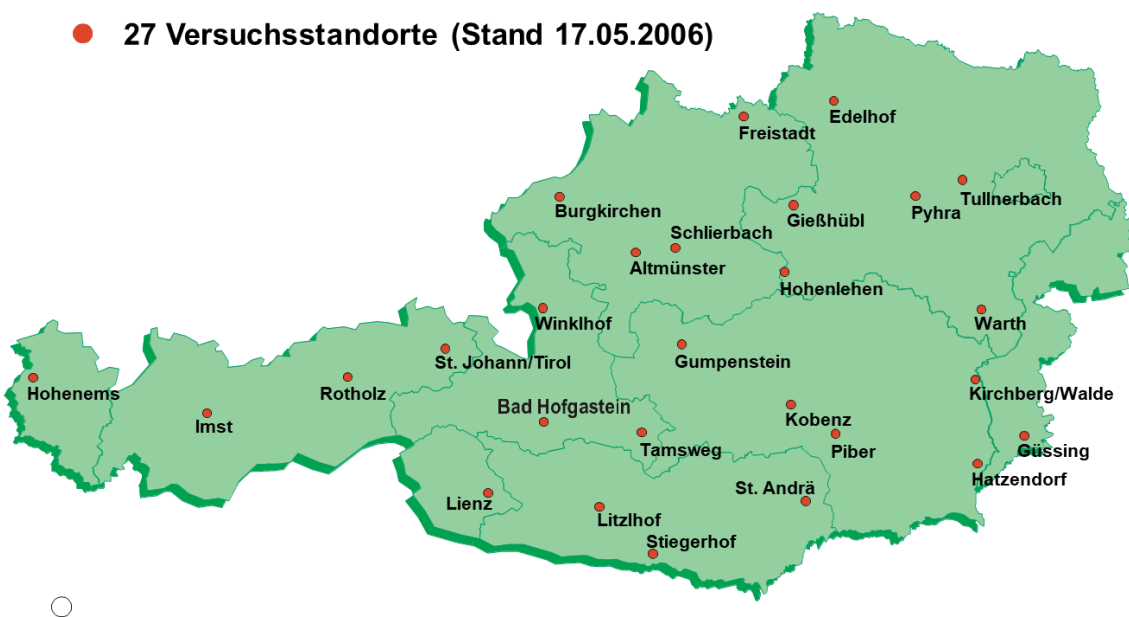 27 Versuchsstandorte (Stand 17.05.2006)
Edelhof
Freistadt
Tullnerbach
Burgkirchen
Gießhübl
Pyhra
Schlierbach
Altmünster
Hohenlehen
Winklhof
Warth
St. Johann/Tirol
Gumpenstein
Hohenems
Rotholz
Kirchberg/Walde
Bad Hofgastein
Imst
Kobenz
Tamsweg
Piber
Güssing
Hatzendorf
St. Andrä
Lienz
Litzlhof
Stiegerhof